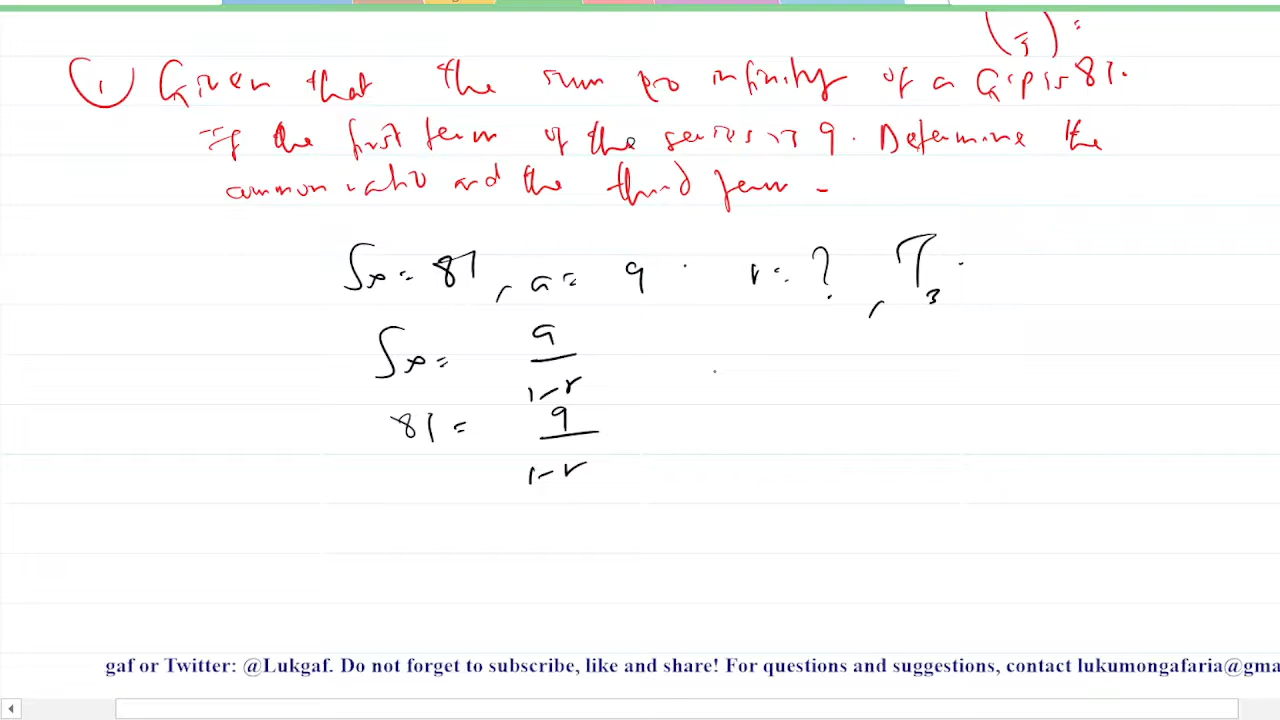 ( 5 ) =
1 Given that the sum to infinity of a G.p is 81.
If the first term of the series is 9. Determine the
common ratio and the third term.
S∞ = 81, a = 9. r = ?, T3.
S∞ = a/1-r
81 = 9/1-r
gaf or Twitter: @Lukgaf. Do not forget to subscribe, like and share! For questions and suggestions, contact lukumongafaria@gma